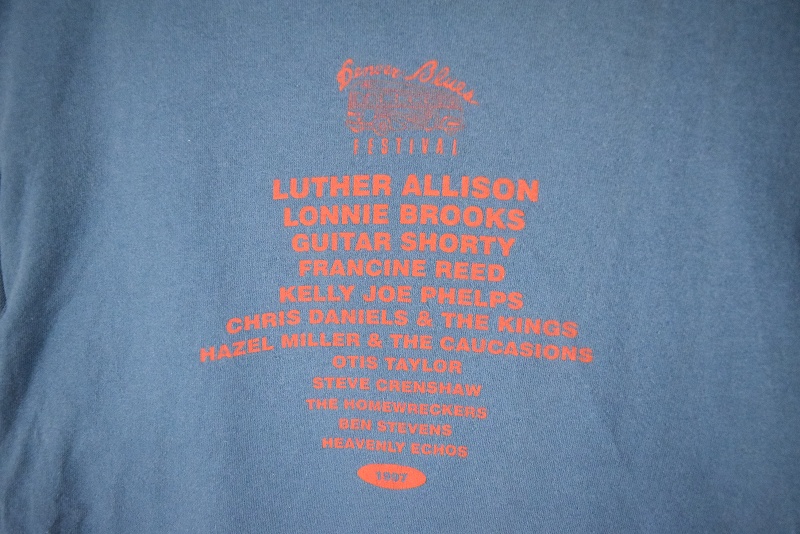 Denver Blues
FESTIVAL
LUTHER ALLISON
LONNIE BROOKS
GUITAR SHORTY
FRANCINE REED
KELLY JOE PHELPS
CHRIS DANIELS & THE KINGS
HAZEL MILLER & THE CAUCASIONS
OTIS TAYLOR
STEVE CRENSHAW
THE HOMEWRECKERS
BEN STEVENS
HEAVENLY ECHOS
1997